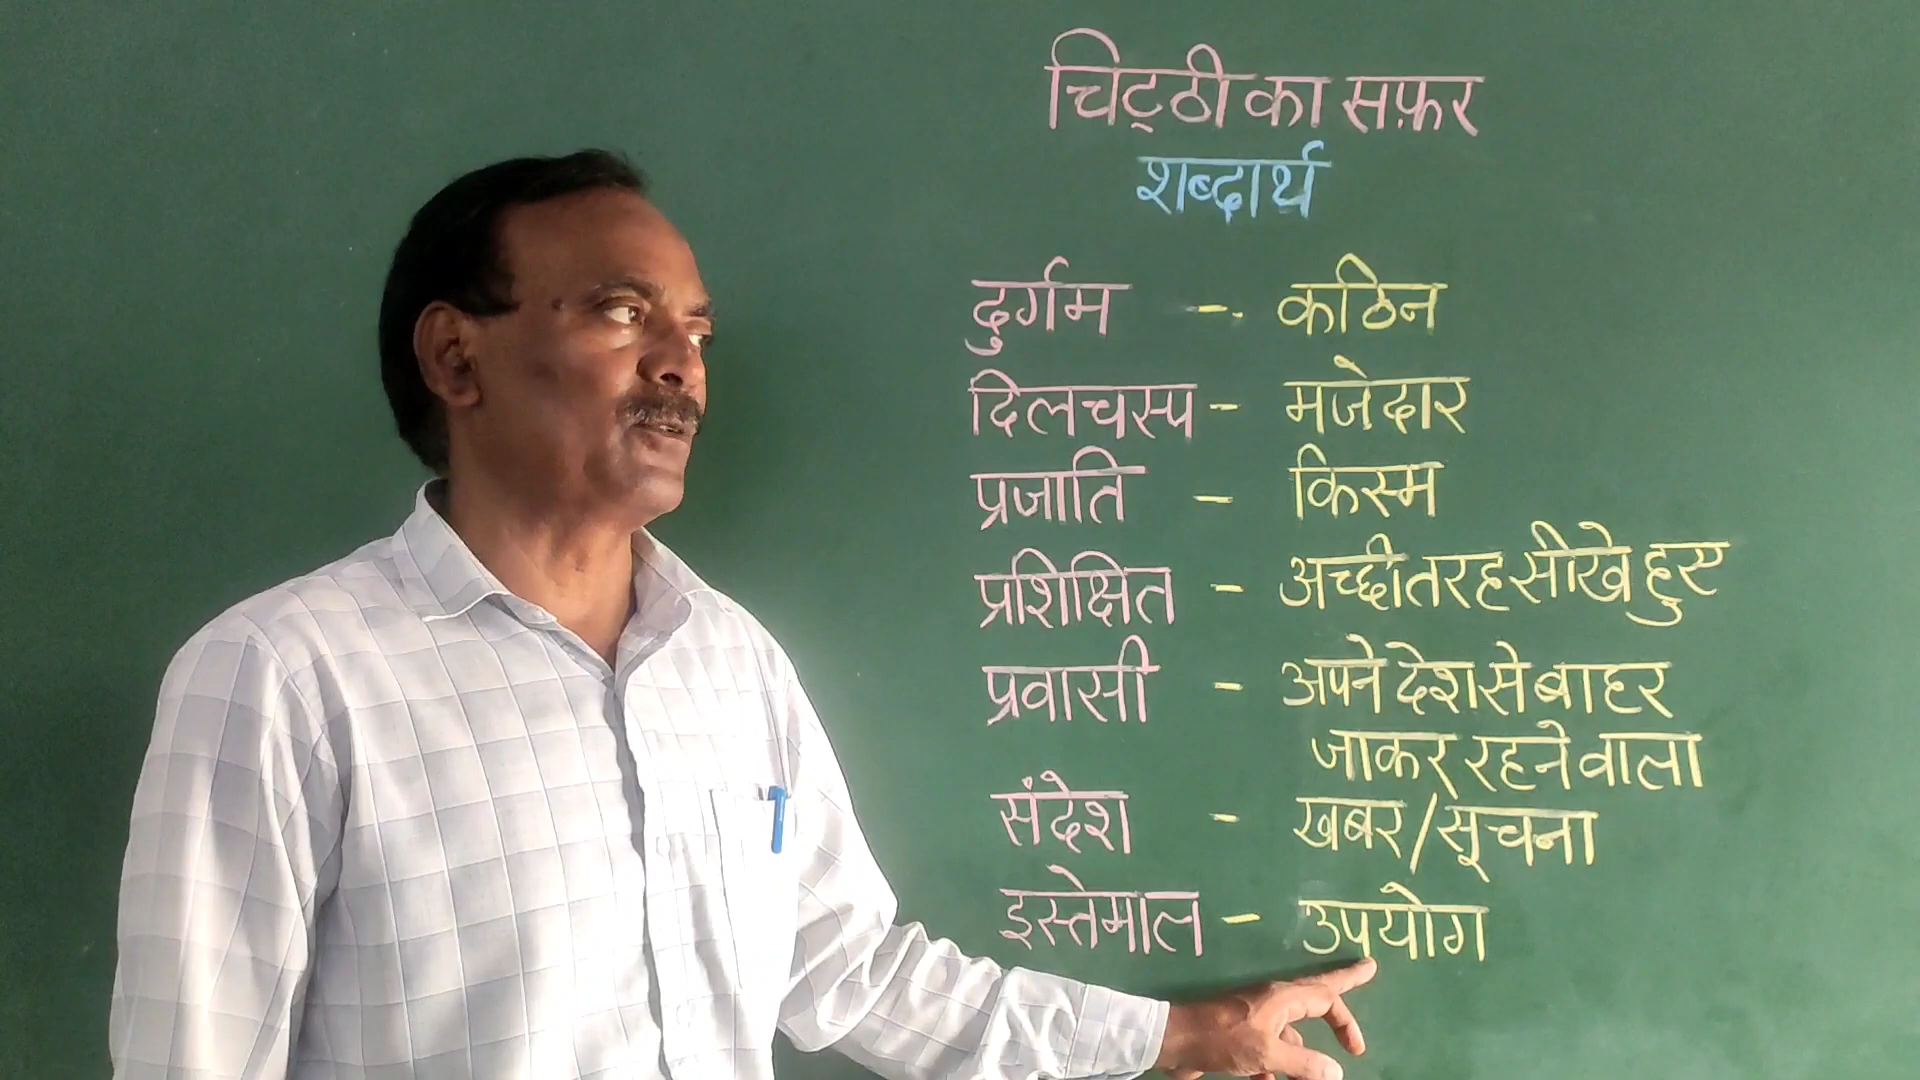 चिट्ठी का सफ़र
शब्दार्थ
दुर्गम - कठिन
दिलचस्प - मजेदार
प्रजाति - किस्म
प्रशिक्षित - अच्छी तरह सीखे हुए
प्रवासी - अपने देश से बाहर
जाकर रहने वाला
संदेश - खबर/सूचना
इस्तेमाल - उपयोग